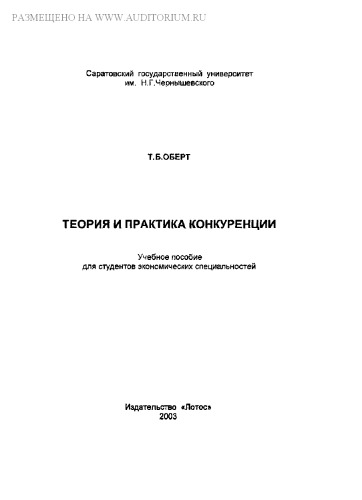 РАЗМЕЩЕНО НА WWW.AUDITORIUM.RU
Саратовский государственный университет
им. Н.Г.Чернышевского
Т.Б.ОБЕРТ
ТЕОРИЯ И ПРАКТИКА КОНКУРЕНЦИИ
Учебное пособие
для студентов экономических специальностей
Издательство «Лотос»
2003